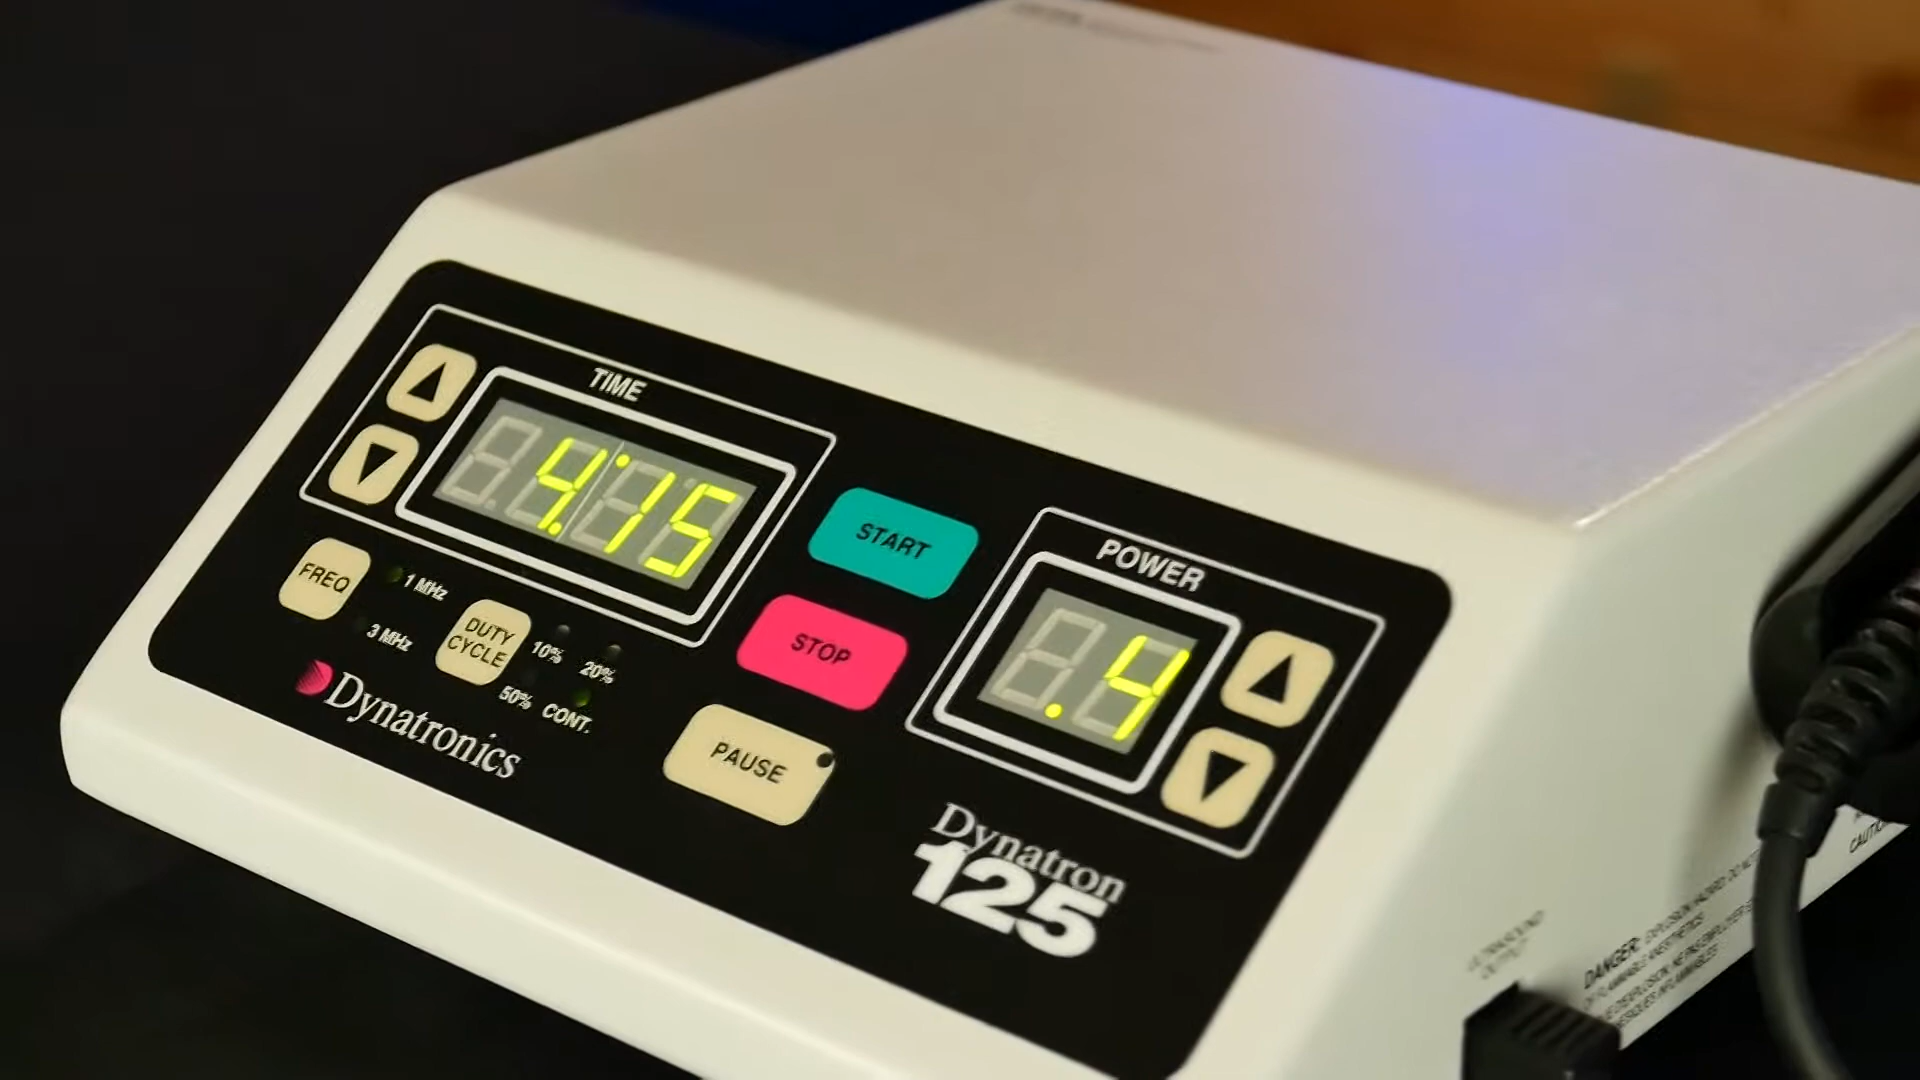 TIME
4:15
START
POWER
.4
STOP
FREQ
1 MHz
3 MHz
DUTY
CYCLE
10%
20%
50%
CONT.
PAUSE
Dynatronics
Dynatron
125
DANGER: